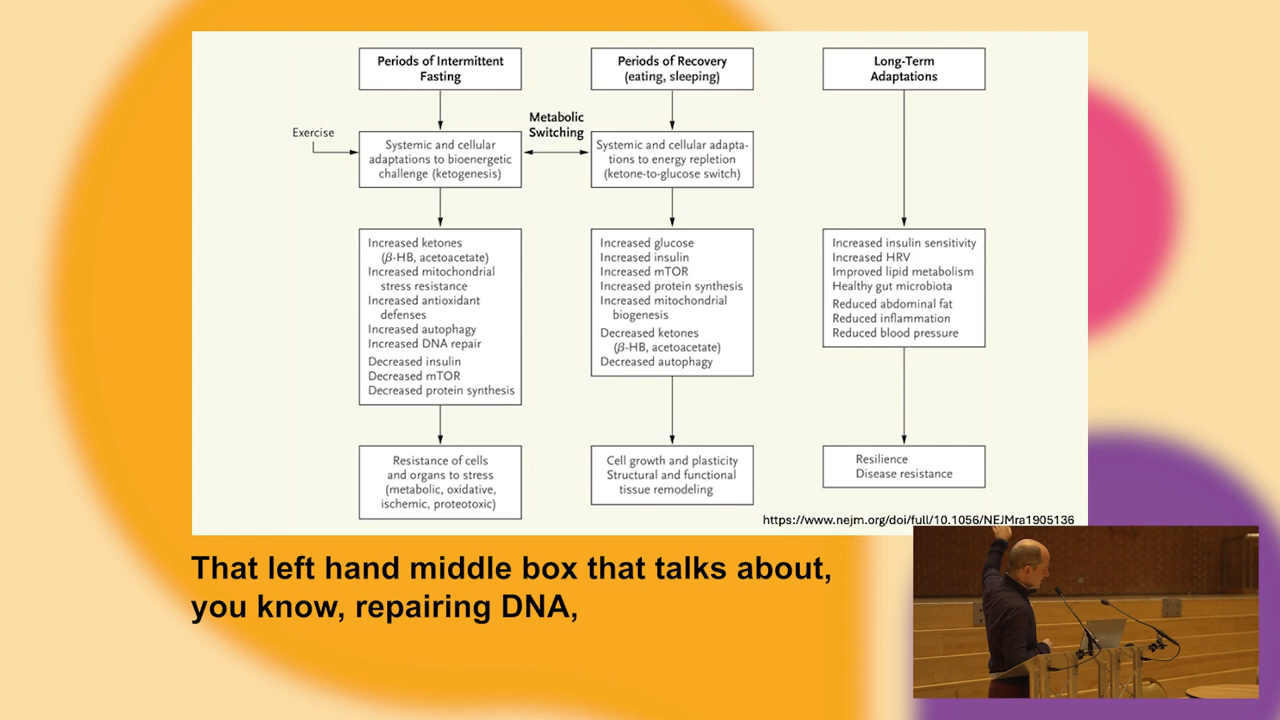 Periods of Intermittent
Fasting
Periods of Recovery
(eating, sleeping)
Long-Term
Adaptations
Exercise
Metabolic
Switching
Systemic and cellular
adaptations to bioenergetic
challenge (ketogenesis)
Systemic and cellular adapta-
tions to energy repletion
(ketone-to-glucose switch)
Increased ketones
(β-HB, acetoacetate)
Increased mitochondrial
stress resistance
Increased antioxidant
defenses
Increased autophagy
Increased DNA repair
Decreased insulin
Decreased mTOR
Decreased protein synthesis
Increased glucose
Increased insulin
Increased mTOR
Increased protein synthesis
Increased mitochondrial
biogenesis
Decreased ketones
(β-HB, acetoacetate)
Decreased autophagy
Increased insulin sensitivity
Increased HRV
Improved lipid metabolism
Healthy gut microbiota
Reduced abdominal fat
Reduced inflammation
Reduced blood pressure
Resistance of cells
and organs to stress
(metabolic, oxidative,
ischemic, proteotoxic)
Cell growth and plasticity
Structural and functional
tissue remodeling
Resilience
Disease resistance
https://www.nejm.org/doi/full/10.1056/NEJMra1905136
That left hand middle box that talks about,
you know, repairing DNA,